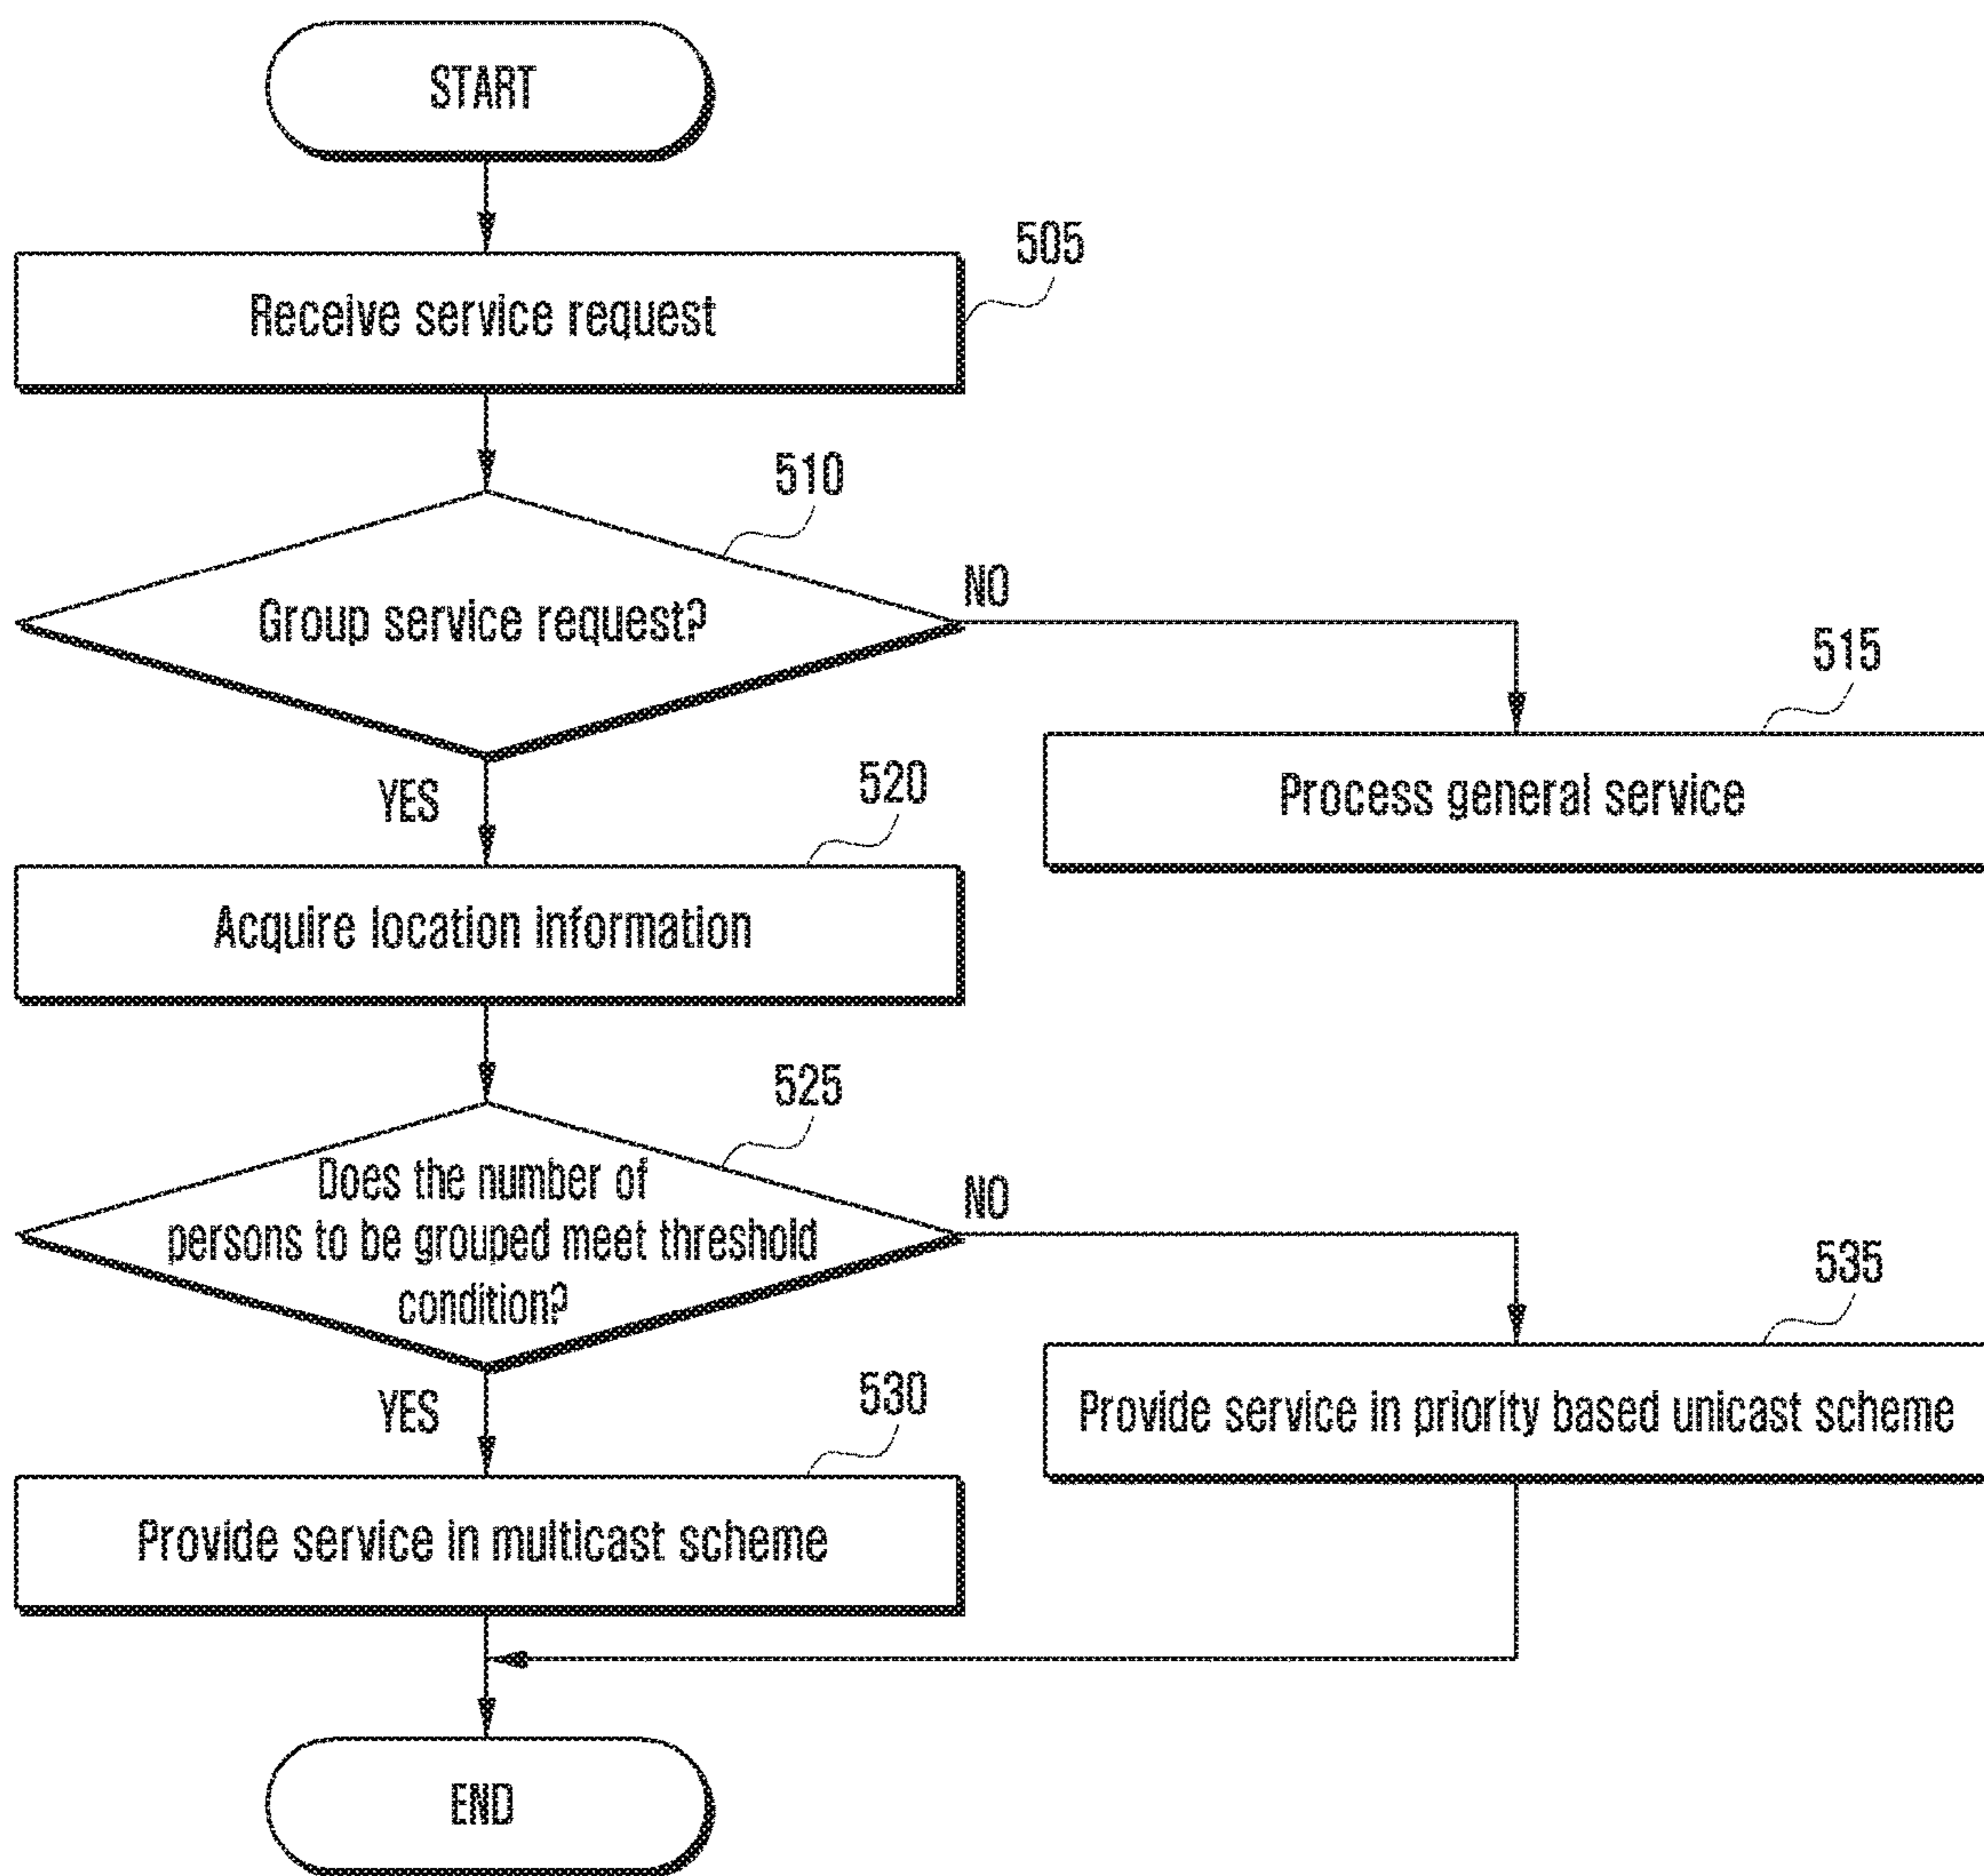 START
505
Receive service request
510
Group service request?
NO
515
Process general service
YES
520
Acquire location information
525
Does the number of
persons to be grouped meet threshold
condition?
NO
535
Provide service in priority based unicast scheme
YES
530
Provide service in multicast scheme
END